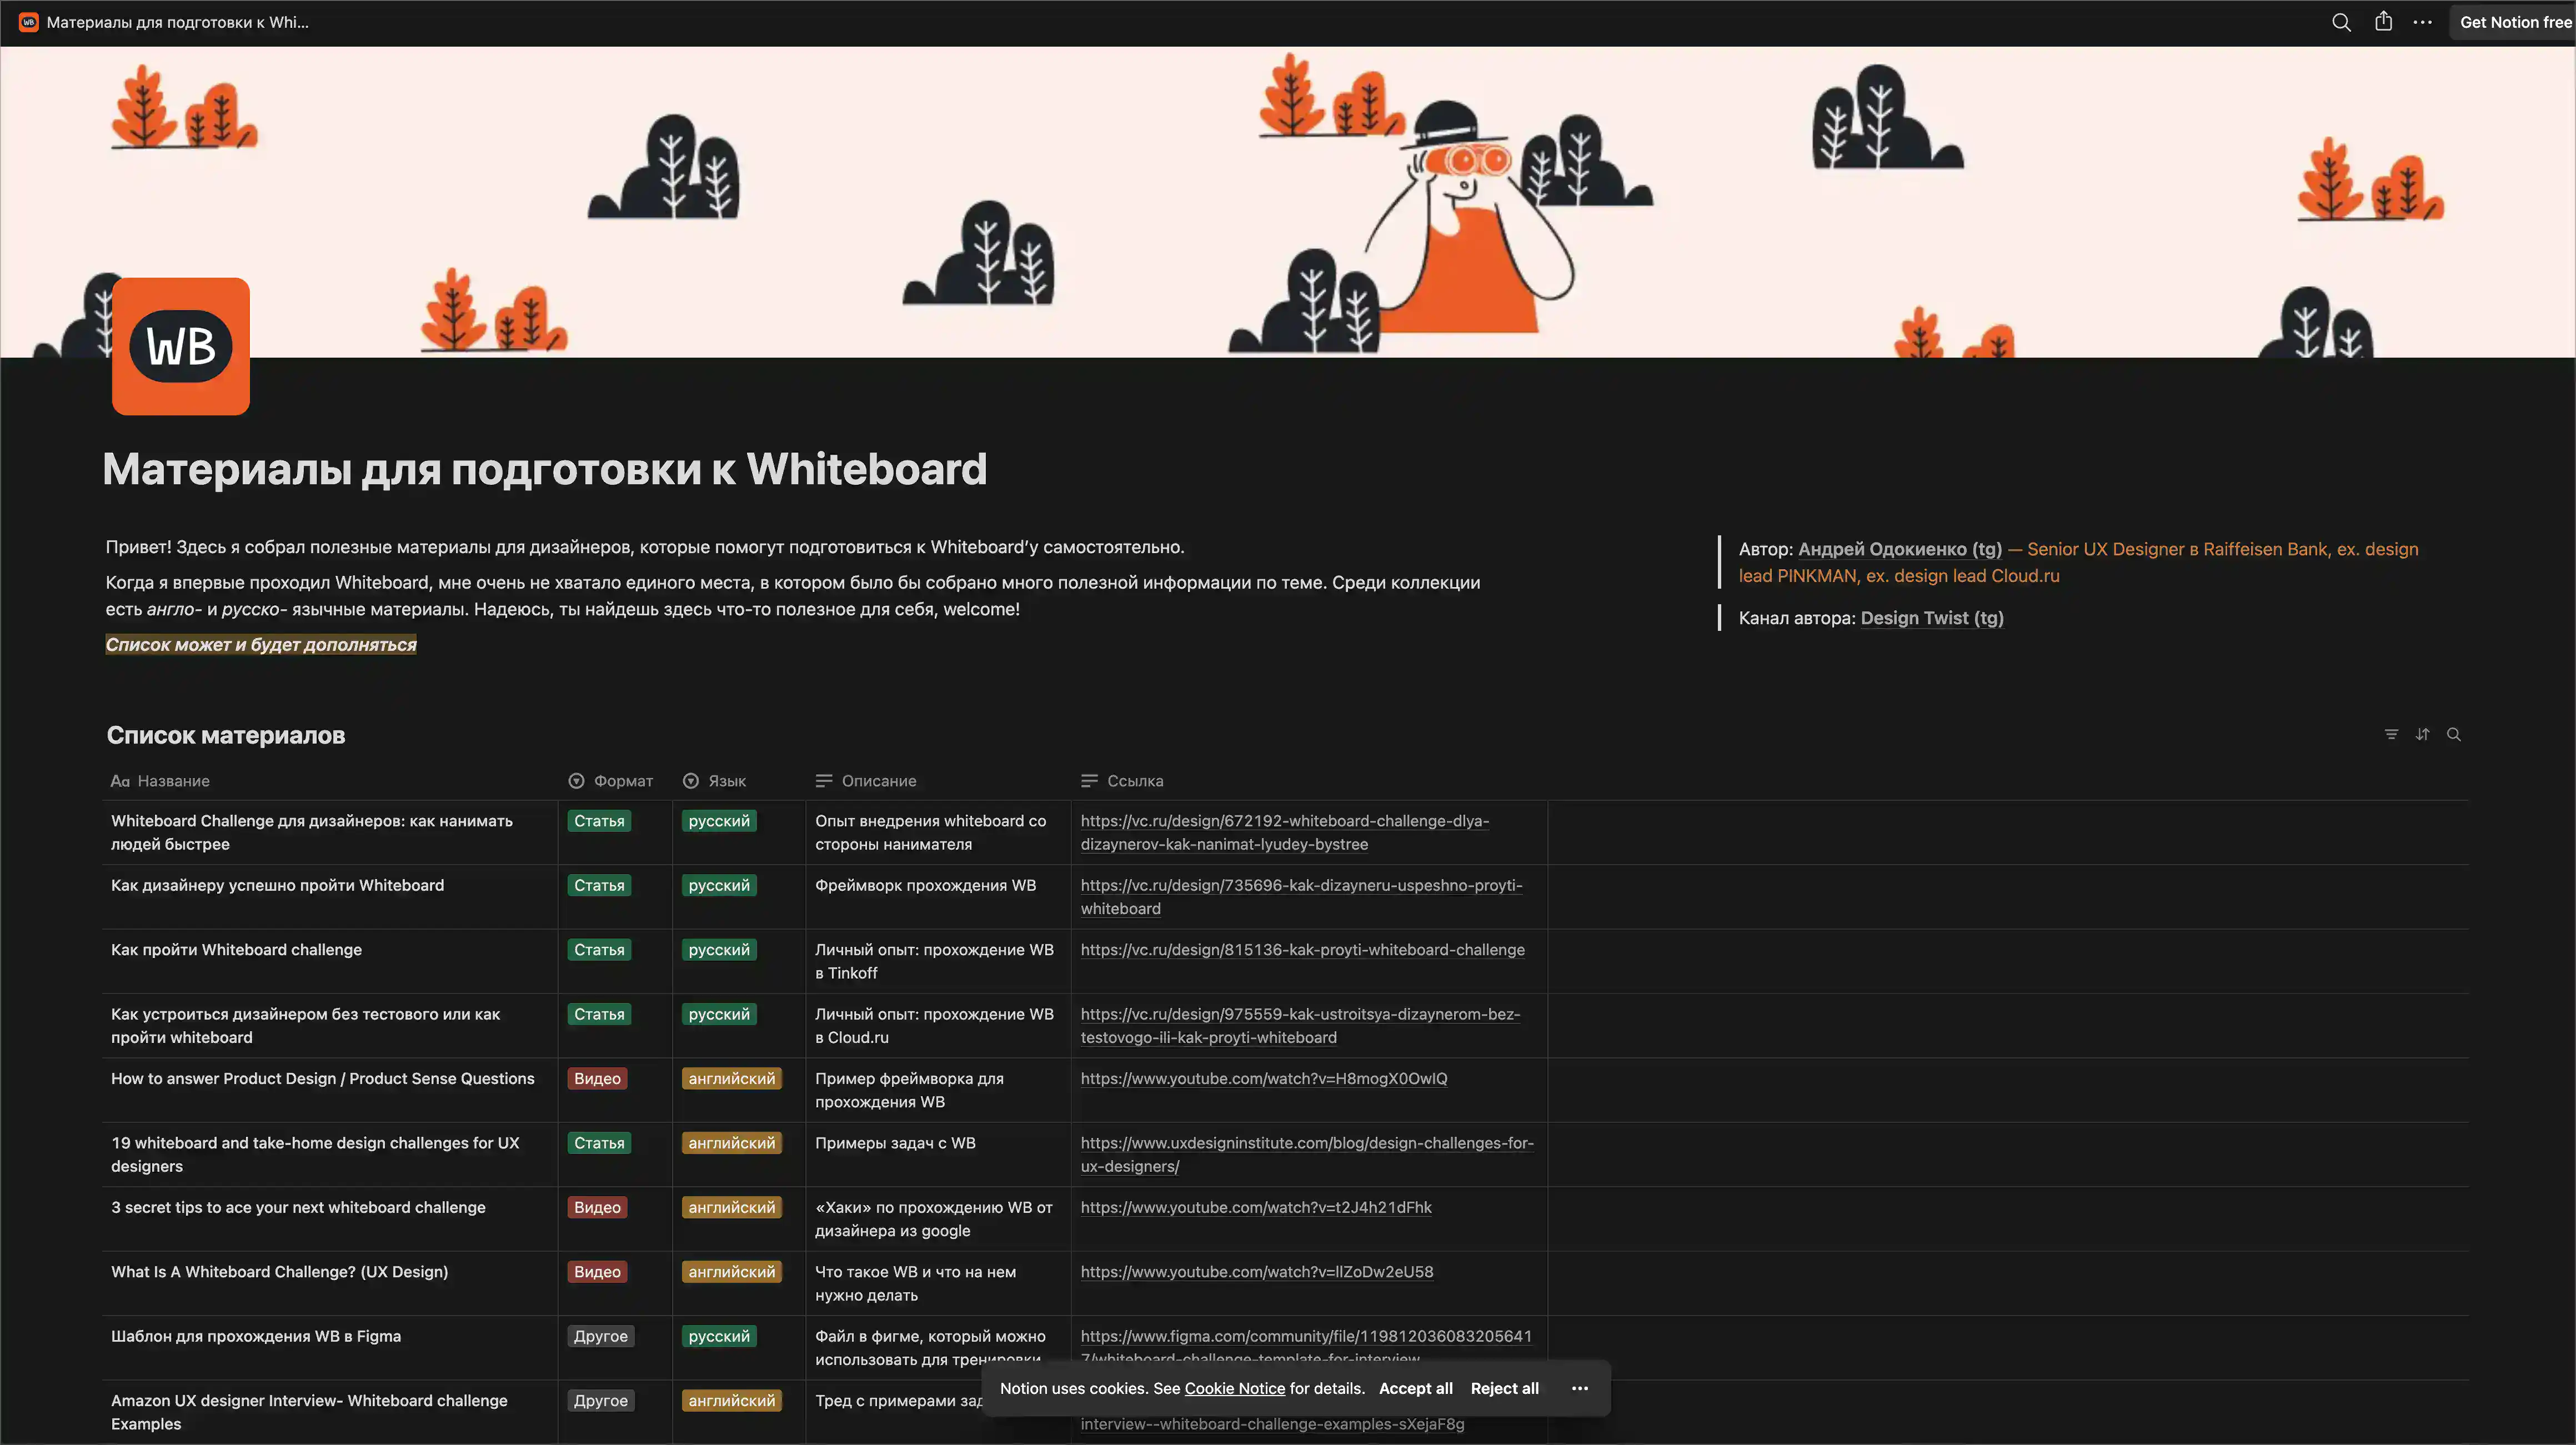 Материалы для подготовки к Whi...
Get Notion free
WB
Материалы для подготовки к Whiteboard
Привет! Здесь я собрал полезные материалы для дизайнеров, которые помогут подготовиться к Whiteboard’у самостоятельно.
Когда я впервые проходил Whiteboard, мне очень не хватало единого места, в котором было бы собрано много полезной информации по теме. Среди коллекции
есть англо- и русско- язычные материалы. Надеюсь, ты найдешь здесь что-то полезное для себя, welcome!
Список может и будет дополняться
Автор: Андрей Одокиенко (tg) — Senior UX Designer в Raiffeisen Bank, ex. design
lead PINKMAN, ex. design lead Cloud.ru
Канал автора: Design Twist (tg)
Список материалов
Aa Название Формат Язык Описание Ссылка
Whiteboard Challenge для дизайнеров: как нанимать
людей быстрее
Статья
русский
Опыт внедрения whiteboard со
стороны нанимателя
https://vc.ru/design/672192-whiteboard-challenge-dlya-
dizaynerov-kak-nanimat-lyudey-bystree
Как дизайнеру успешно пройти Whiteboard
Статья
русский
Фреймворк прохождения WB
https://vc.ru/design/735696-kak-dizayneru-uspeshno-proyti-
whiteboard
Как пройти Whiteboard challenge
Статья
русский
Личный опыт: прохождение WB
в Tinkoff
https://vc.ru/design/815136-kak-proyti-whiteboard-challenge
Как устроиться дизайнером без тестового или как
пройти whiteboard
Статья
русский
Личный опыт: прохождение WB
в Cloud.ru
https://vc.ru/design/975559-kak-ustroitsya-dizaynerom-bez-
testovogo-ili-kak-proyti-whiteboard
How to answer Product Design / Product Sense Questions
Видео
английский
Пример фреймворка для
прохождения WB
https://www.youtube.com/watch?v=H8mogX0OwIQ
19 whiteboard and take-home design challenges for UX
designers
Статья
английский
Примеры задач с WB
https://www.uxdesigninstitute.com/blog/design-challenges-for-
ux-designers/
3 secret tips to ace your next whiteboard challenge
Видео
английский
«Хаки» по прохождению WB от
дизайнера из google
https://www.youtube.com/watch?v=t2J4h21dFhk
What Is A Whiteboard Challenge? (UX Design)
Видео
английский
Что такое WB и что на нем
нужно делать
https://www.youtube.com/watch?v=llZoDw2eU58
Шаблон для прохождения WB в Figma
Другое
русский
Файл в фигме, который можно
использовать для тренировки
https://www.figma.com/community/file/119812036083205641
7/whiteboard-challenge-template-for-interview
Amazon UX designer Interview- Whiteboard challenge
Examples
Другое
английский
Тред с примерами
interview--whiteboard-challenge-examples-sXejaF8g
Notion uses cookies. See Cookie Notice for details. Accept all Reject all